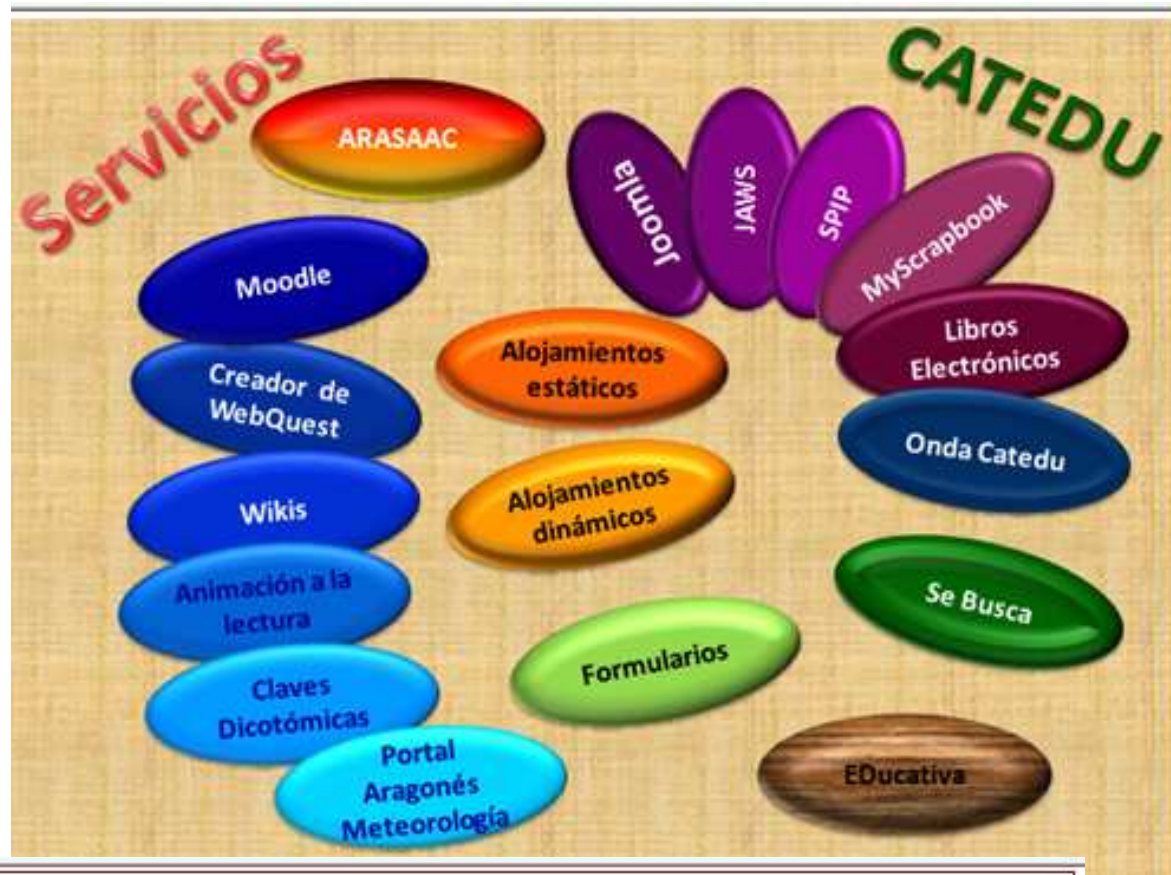 Servicios
CATEDU
ARASAAC
Joomla
JAWS
SPIP
MyScrapbook
Libros
Electrónicos
Moodle
Creador de
WebQuest
Alojamientos
estáticos
Onda Catedu
Wikis
Alojamientos
dinámicos
Animación a la
lectura
Se Busca
Formularios
Claves
Dicotómicas
Portal
Aragonés
Meteorología
EDucativa